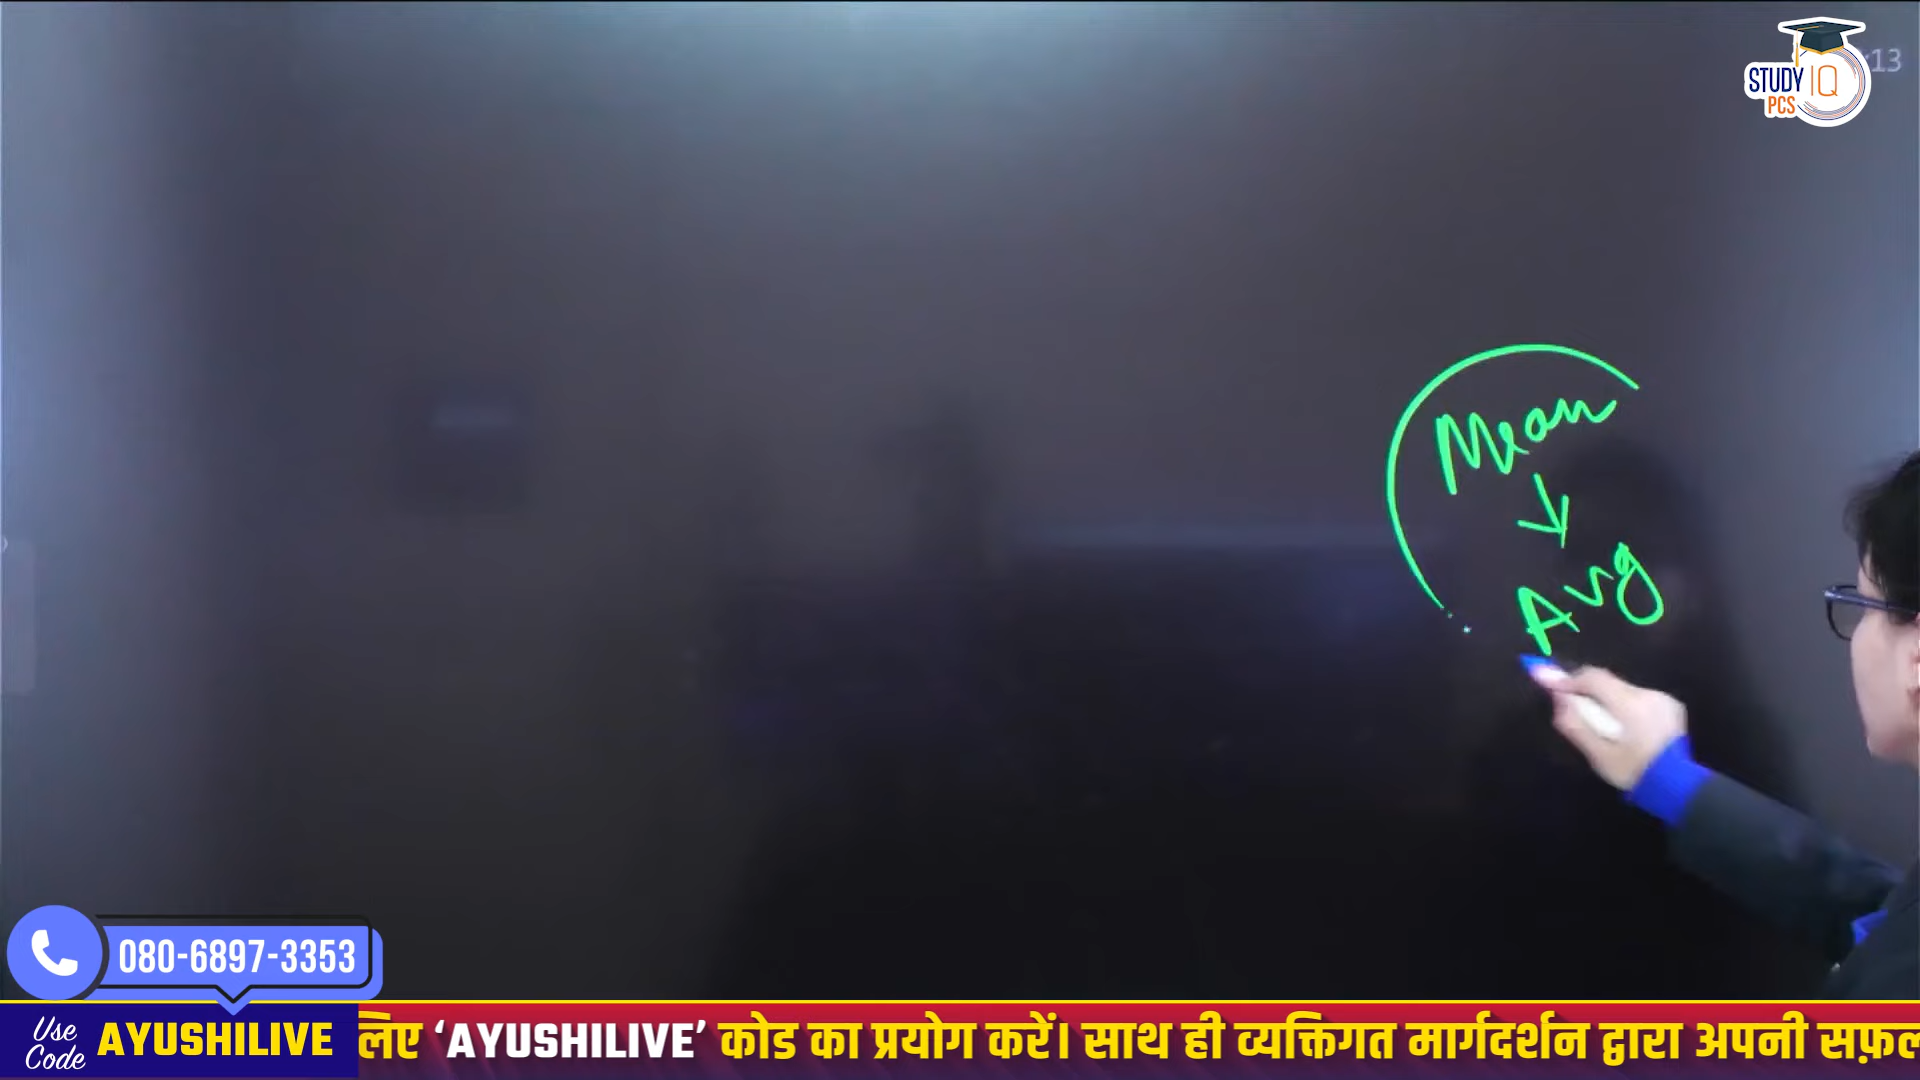 :13
STUDY IQ
PCS
Mean
↓
Avg
080-6897-3353
Use
Code
AYUSHILIVE
लिए ‘AYUSHILIVE’ कोड का प्रयोग करें। साथ ही व्यक्तिगत मार्गदर्शन द्वारा अपनी सफ़ल